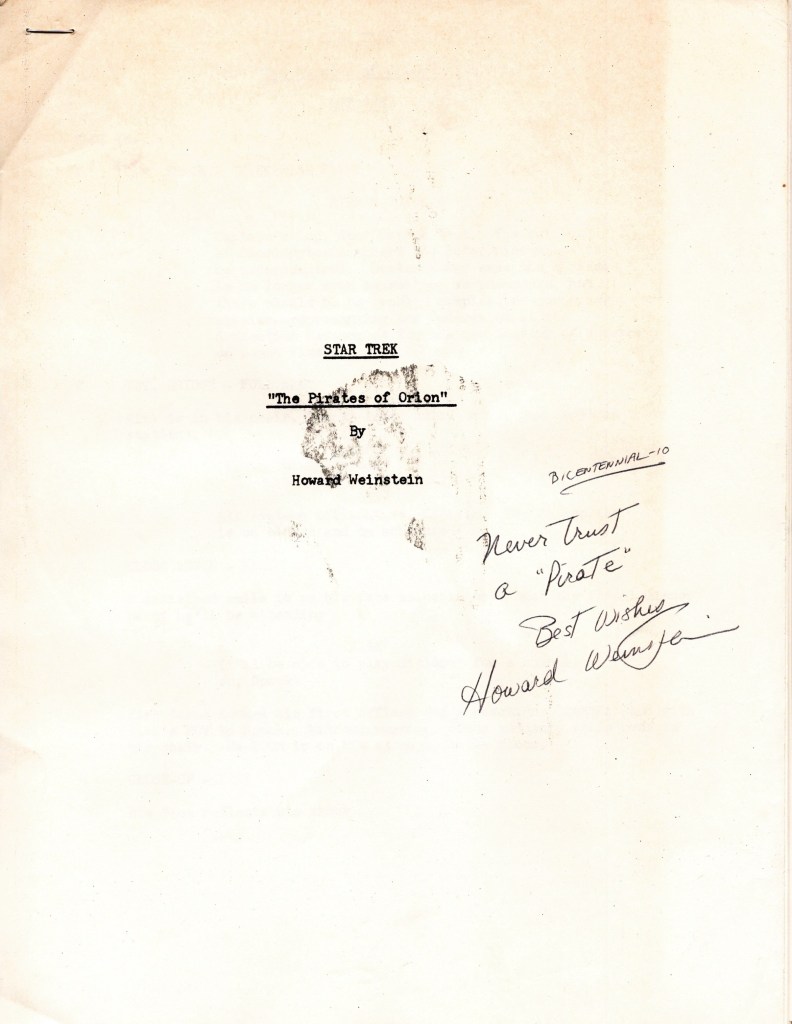 STAR TREK
"The Pirates of Orion"
By
Howard Weinstein
BICENTENNIAL-10
Never Trust
a "Pirate"
Best Wishes
Howard Weinstein